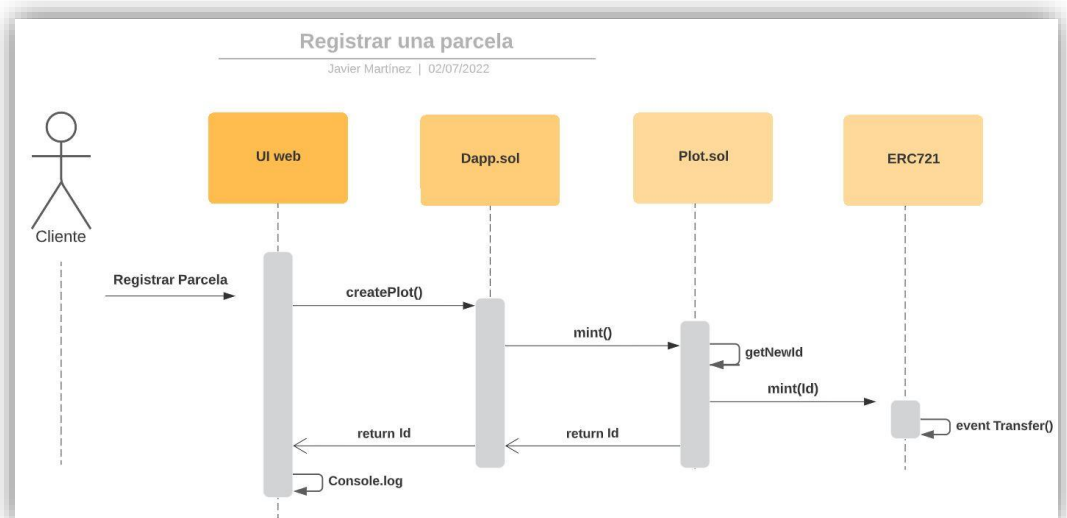 Registrar una parcela
Javier Martínez | 02/07/2022
UI web
Dapp.sol
Plot.sol
ERC721
Cliente
Registrar Parcela
createPlot()
mint()
getNewId
mint(Id)
event Transfer()
return Id
return Id
Console.log